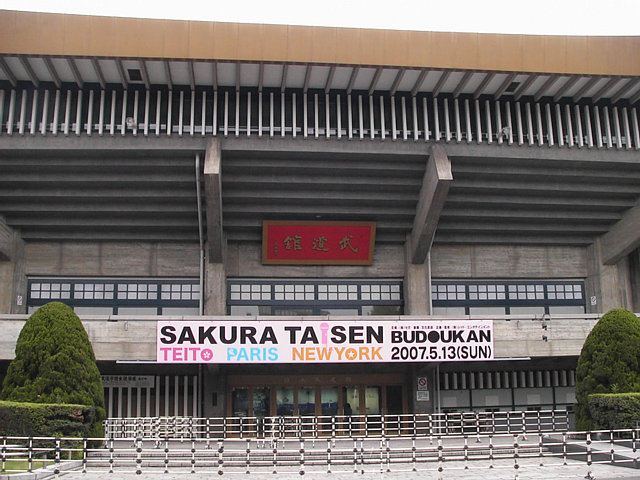 館道武
SAKURA TAISEN BUDOUKAN
TEITO PARIS NEWYORK 2007.5.13(SUN)